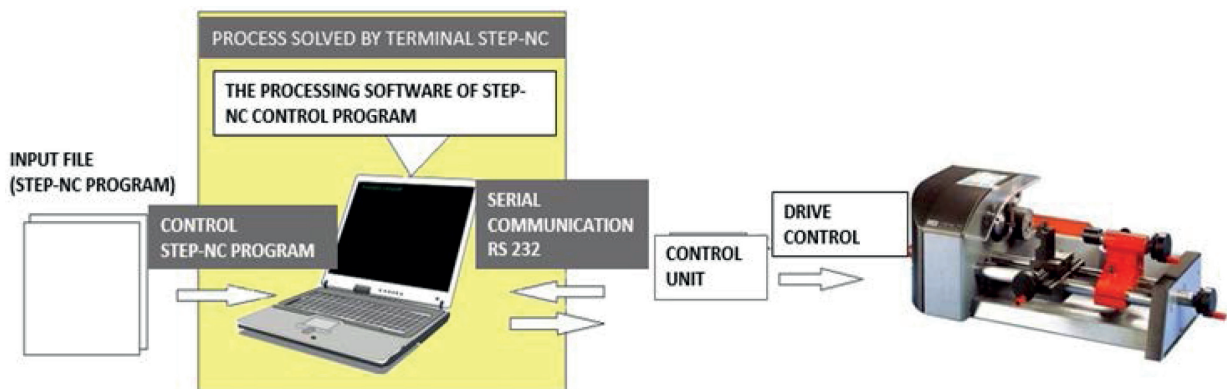 PROCESS SOLVED BY TERMINAL STEP-NC
THE PROCESSING SOFTWARE OF STEP-
NC CONTROL PROGRAM
INPUT FILE
(STEP-NC PROGRAM)
CONTROL
STEP-NC PROGRAM
SERIAL
COMMUNICATION
RS 232
CONTROL
UNIT
DRIVE
CONTROL